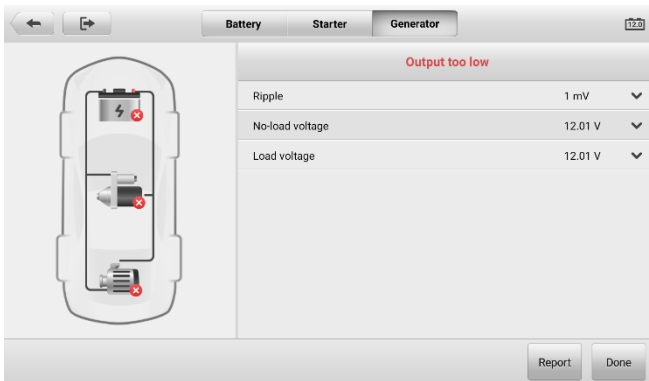 Battery Starter Generator
12.0
Output too low
Ripple 1 mV
No-load voltage 12.01 V
Load voltage 12.01 V
Report Done